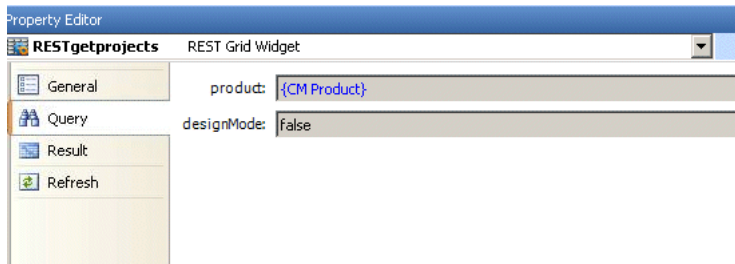 Property Editor
RESTgetprojects REST Grid Widget
General
product: {CM Product}
Query
designMode: false
Result
Refresh